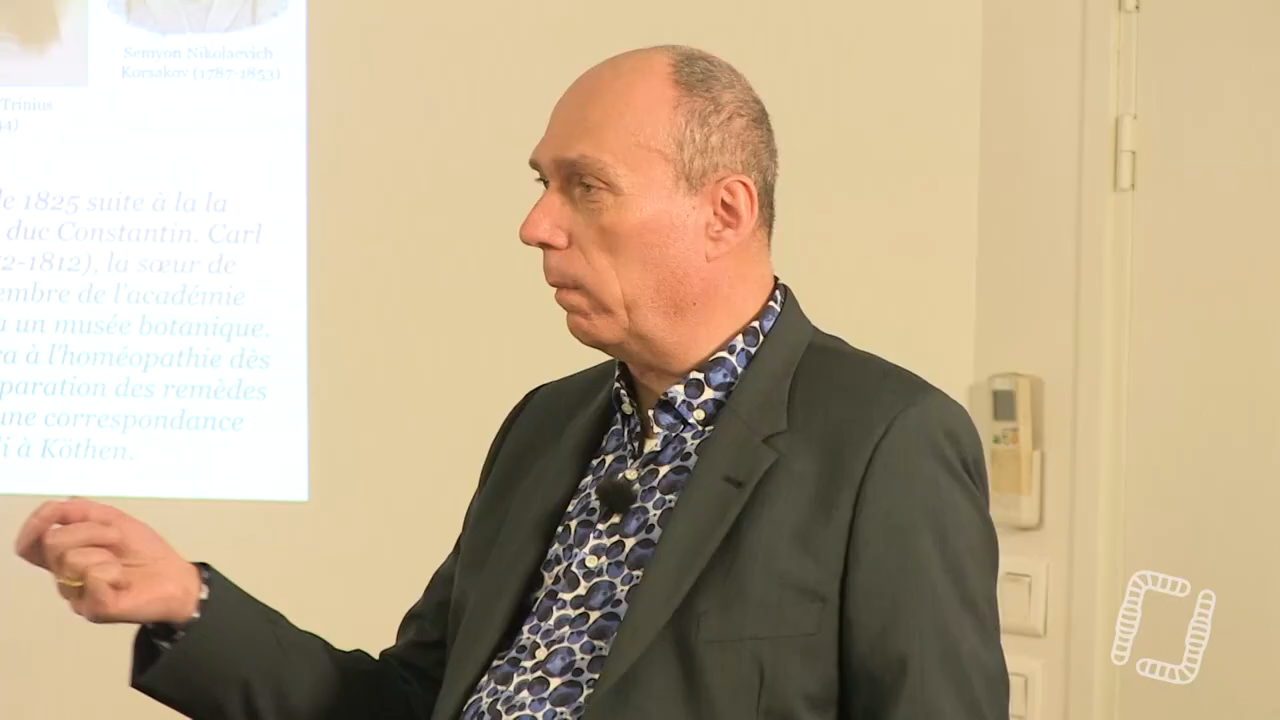 Semyon Nikolaevich
Korsakov (1787-1853)
Trinius
de 1825 suite à la la
duc Constantin. Carl
2-1812), la sœur de
embre de l'académie
a un musée botanique.
ra à l'homéopathie dès
paration des remèdes
une correspondance
i à Köthen.